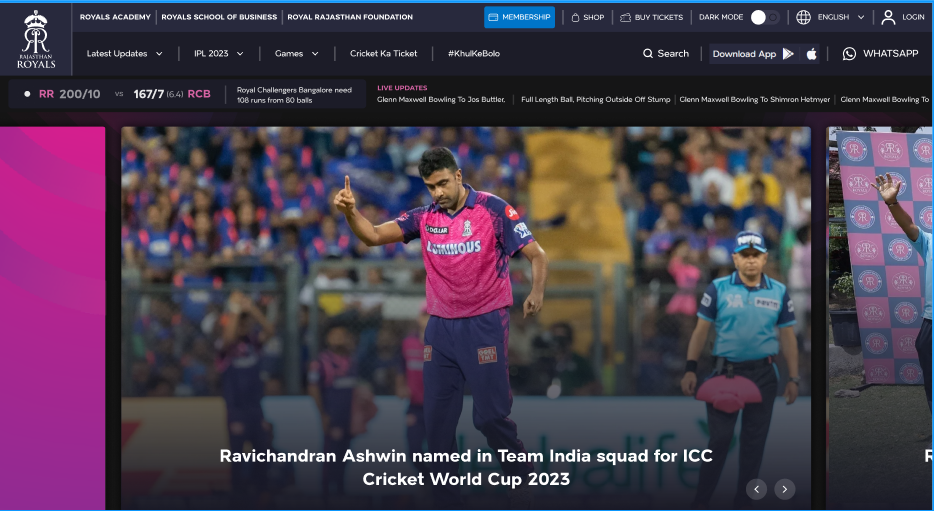 ROYALS ACADEMY
ROYALS SCHOOL OF BUSINESS
ROYAL RAJASTHAN FOUNDATION
MEMBERSHIP
SHOP
BUY TICKETS
DARK MODE
ENGLISH
LOGIN
RAJASTHAN
ROYALS
Latest Updates
IPL 2023
Games
Cricket Ka Ticket
#KhulKeBolo
Search
Download App
WHATSAPP
RR 200/10 VS 167/7 (6.4) RCB
Royal Challengers Bangalore need
108 runs from 80 balls
LIVE UPDATES
Glenn Maxwell Bowling To Jos Buttler,
Full Length Ball, Pitching Outside Off Stump
Glenn Maxwell Bowling To Shimron Hetmyer
Glenn Maxwell Bowling To
DOLLAR
LUMINOUS
Paytm
Ravichandran Ashwin named in Team India squad for ICC
Cricket World Cup 2023